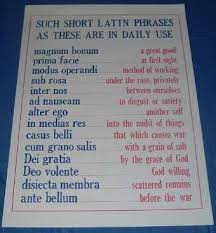 SUCH SHORT LATIN PHRASES
AS THESE ARE IN DAILY USE
magnum bonum a great good
prima facie at first sight
modus operandi method of working
sub rosa under the rose, privately
inter nos between ourselves
ad nauseam to disgust or satiety
alter ego another self
in medias res into the midst of things
casus belli that which causes war
cum grano salis with a grain of salt
Dei gratia by the grace of God
Deo volente God willing
disiecta membra scattered remains
ante bellum before the war